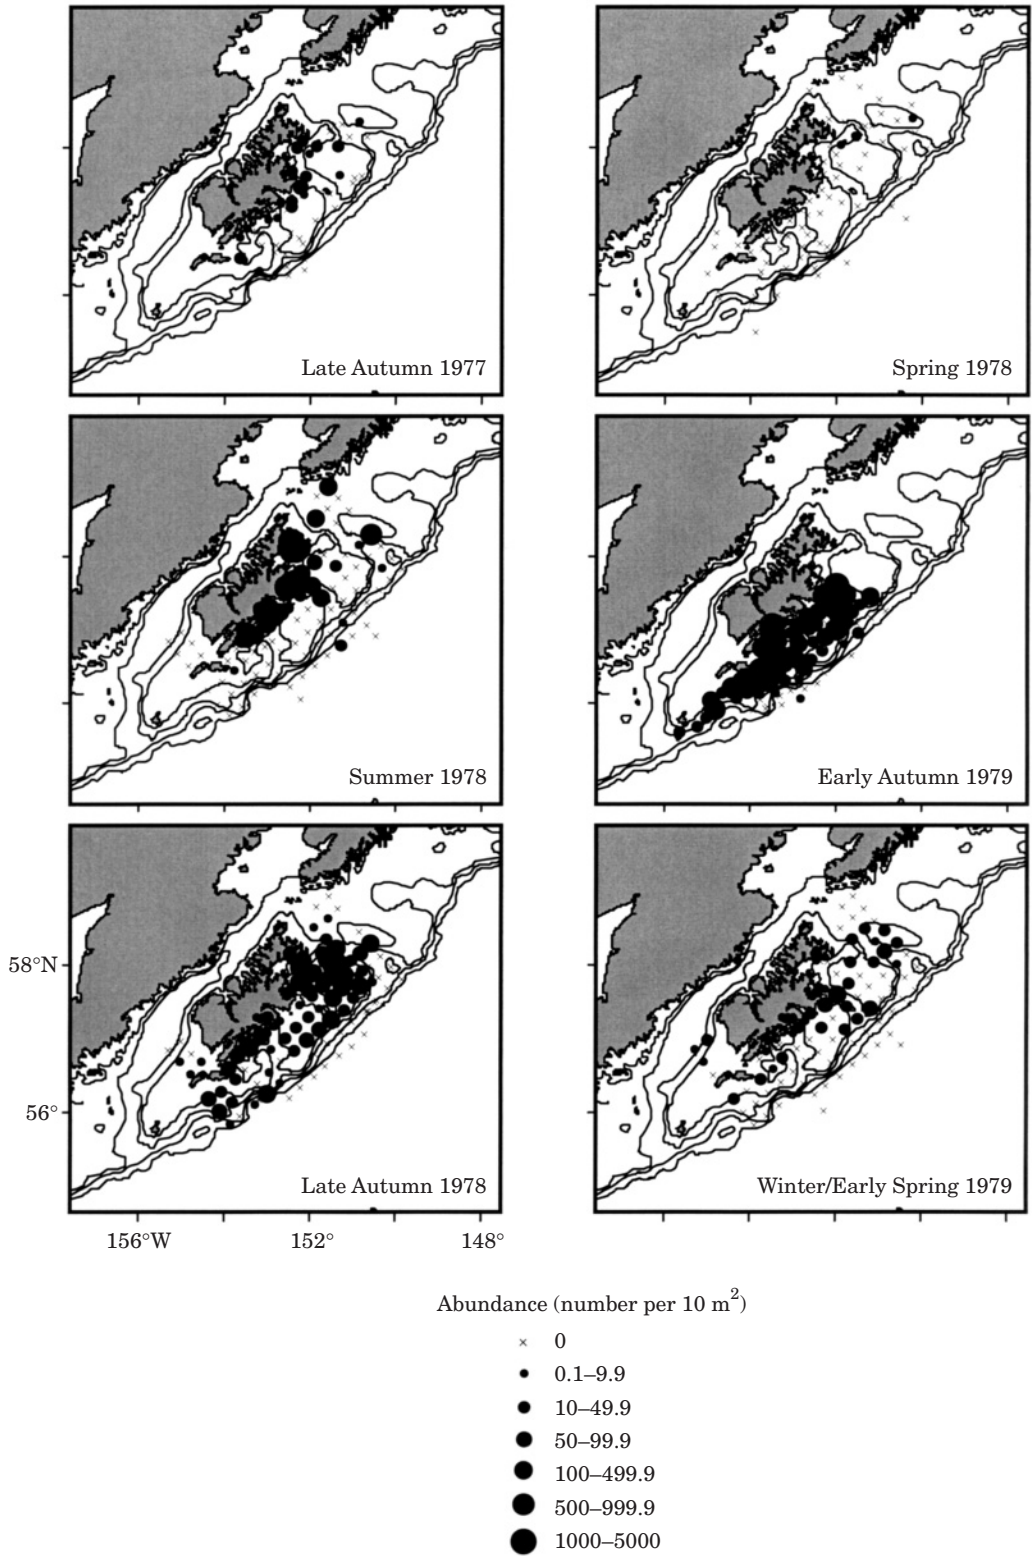 Late Autumn 1977
Spring 1978
Summer 1978
Early Autumn 1979
58°N
56°
Late Autumn 1978
Winter/Early Spring 1979
156°W 152° 148°
Abundance (number per 10 m²)
× 0
0.1–9.9
10–49.9
50–99.9
100–499.9
500–999.9
1000–5000